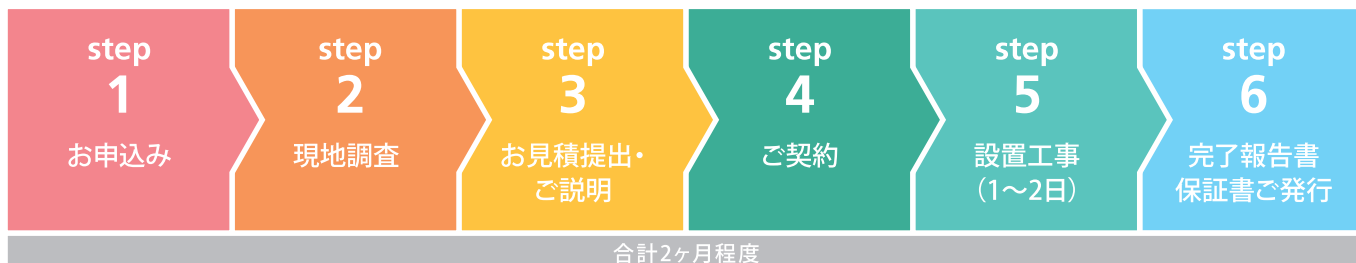 step
1
お申込み
step
2
現地調査
step
3
お見積提出・
ご説明
step
4
ご契約
step
5
設置工事
（1〜2日）
step
6
完了報告書
保証書ご発行
合計2ヶ月程度